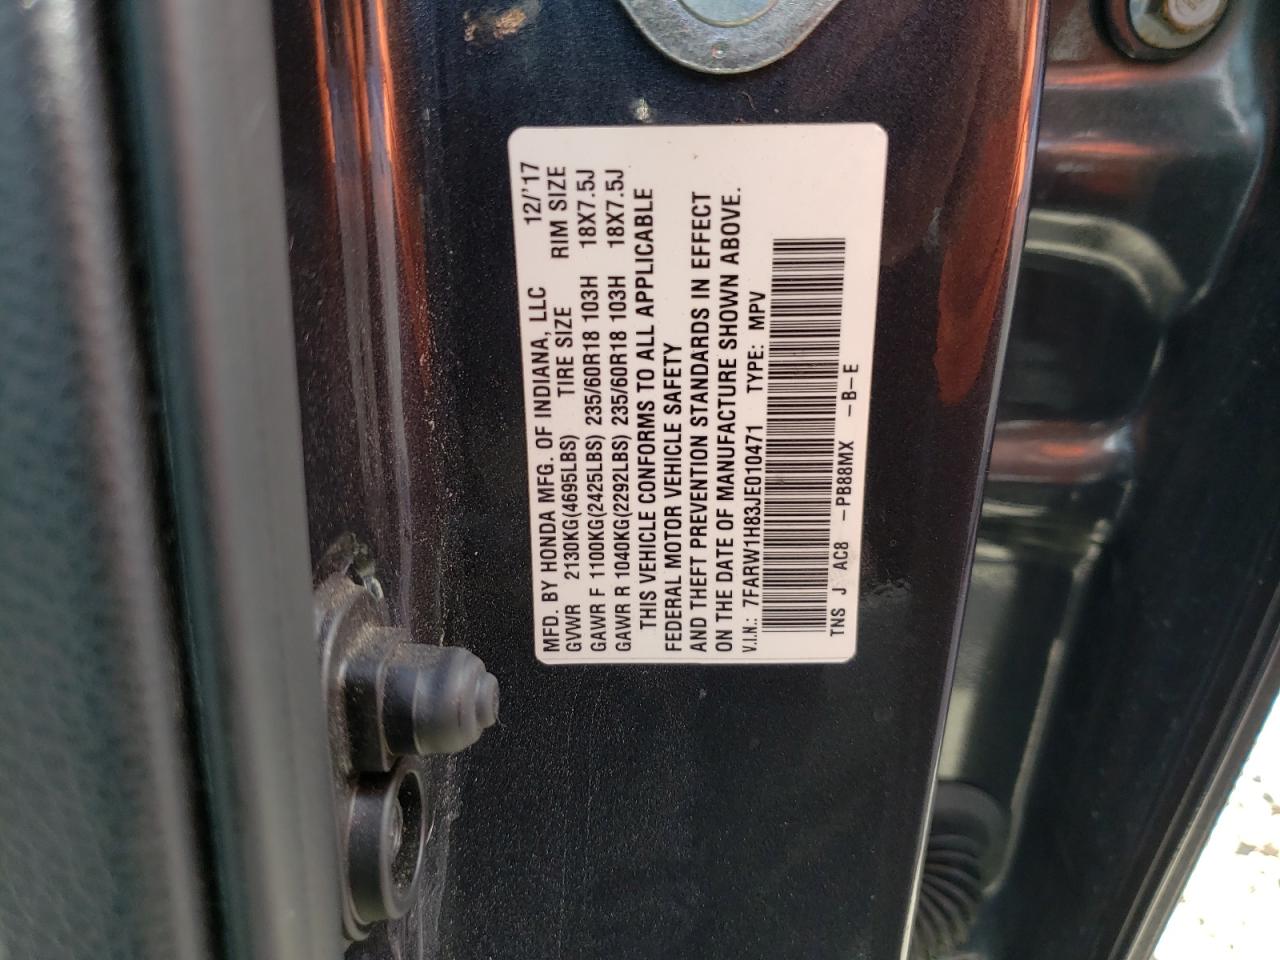 MFD. BY HONDA MFG. OF INDIANA, LLC 12/'17
GVWR 2130KG(4695LBS) TIRE SIZE RIM SIZE
GAWR F 1100KG(2425LBS) 235/60R18 103H 18X7.5J
GAWR R 1040KG(2292LBS) 235/60R18 103H 18X7.5J
THIS VEHICLE CONFORMS TO ALL APPLICABLE
FEDERAL MOTOR VEHICLE SAFETY
AND THEFT PREVENTION STANDARDS IN EFFECT
ON THE DATE OF MANUFACTURE SHOWN ABOVE.
V.I.N.: 7FARW1H83JE010471 TYPE: MPV
TNS J AC8 -PB88MX -B-E